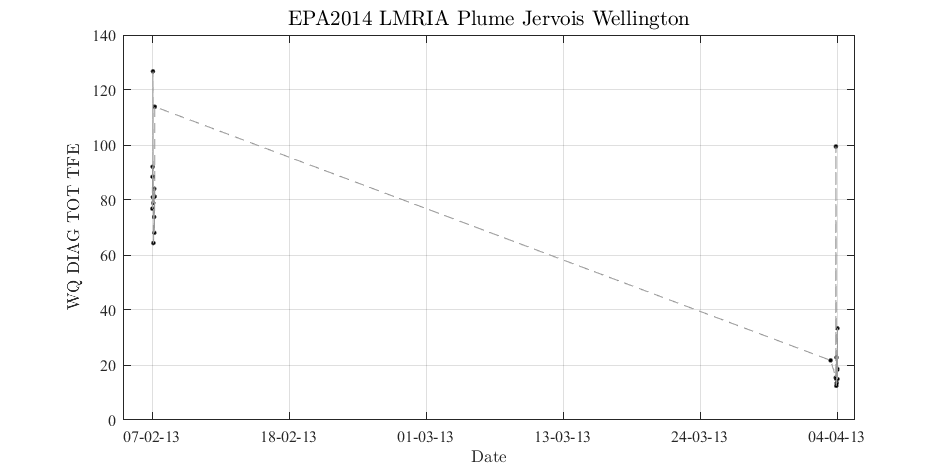 EPA2014 LMRIA Plume Jervois Wellington
140
120
100
80
60
40
20
0
WQ DIAG TOT TFE
07-02-13 18-02-13 01-03-13 13-03-13 24-03-13 04-04-13
Date